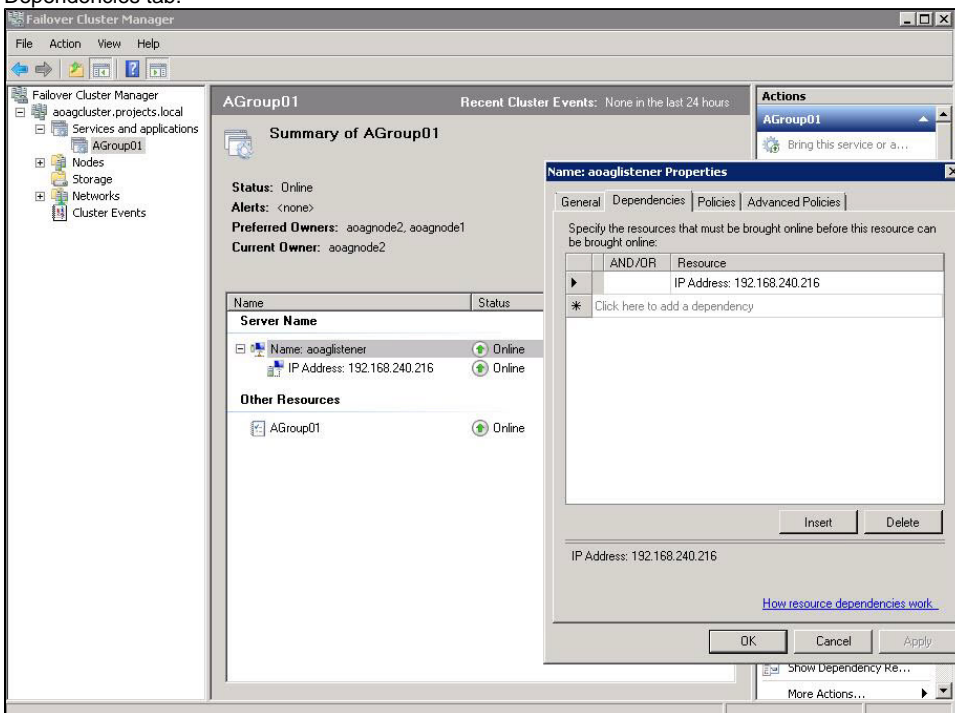 Dependencies tab.
Failover Cluster Manager
File Action View Help
Failover Cluster Manager
aoagcluster.projects.local
Services and applications
AGroup01
Nodes
Storage
Networks
Cluster Events
AGroup01
Recent Cluster Events: None in the last 24 hours
Summary of AGroup01
Status: Online
Alerts: <none>
Preferred Owners: aoagnode2, aoagnode1
Current Owner: aoagnode2
Name Status
Server Name
Name: aoaglistener Online
IP Address: 192.168.240.216 Online
Other Resources
AGroup01 Online
Actions
AGroup01
Bring this service or a...
Name: aoaglistener Properties
General Dependencies Policies Advanced Policies
Specify the resources that must be brought online before this resource can
be brought online:
AND/OR Resource
IP Address: 192.168.240.216
Click here to add a dependency
Insert Delete
IP Address: 192.168.240.216
How resource dependencies work
OK Cancel Apply
Show Dependency Re...
More Actions...